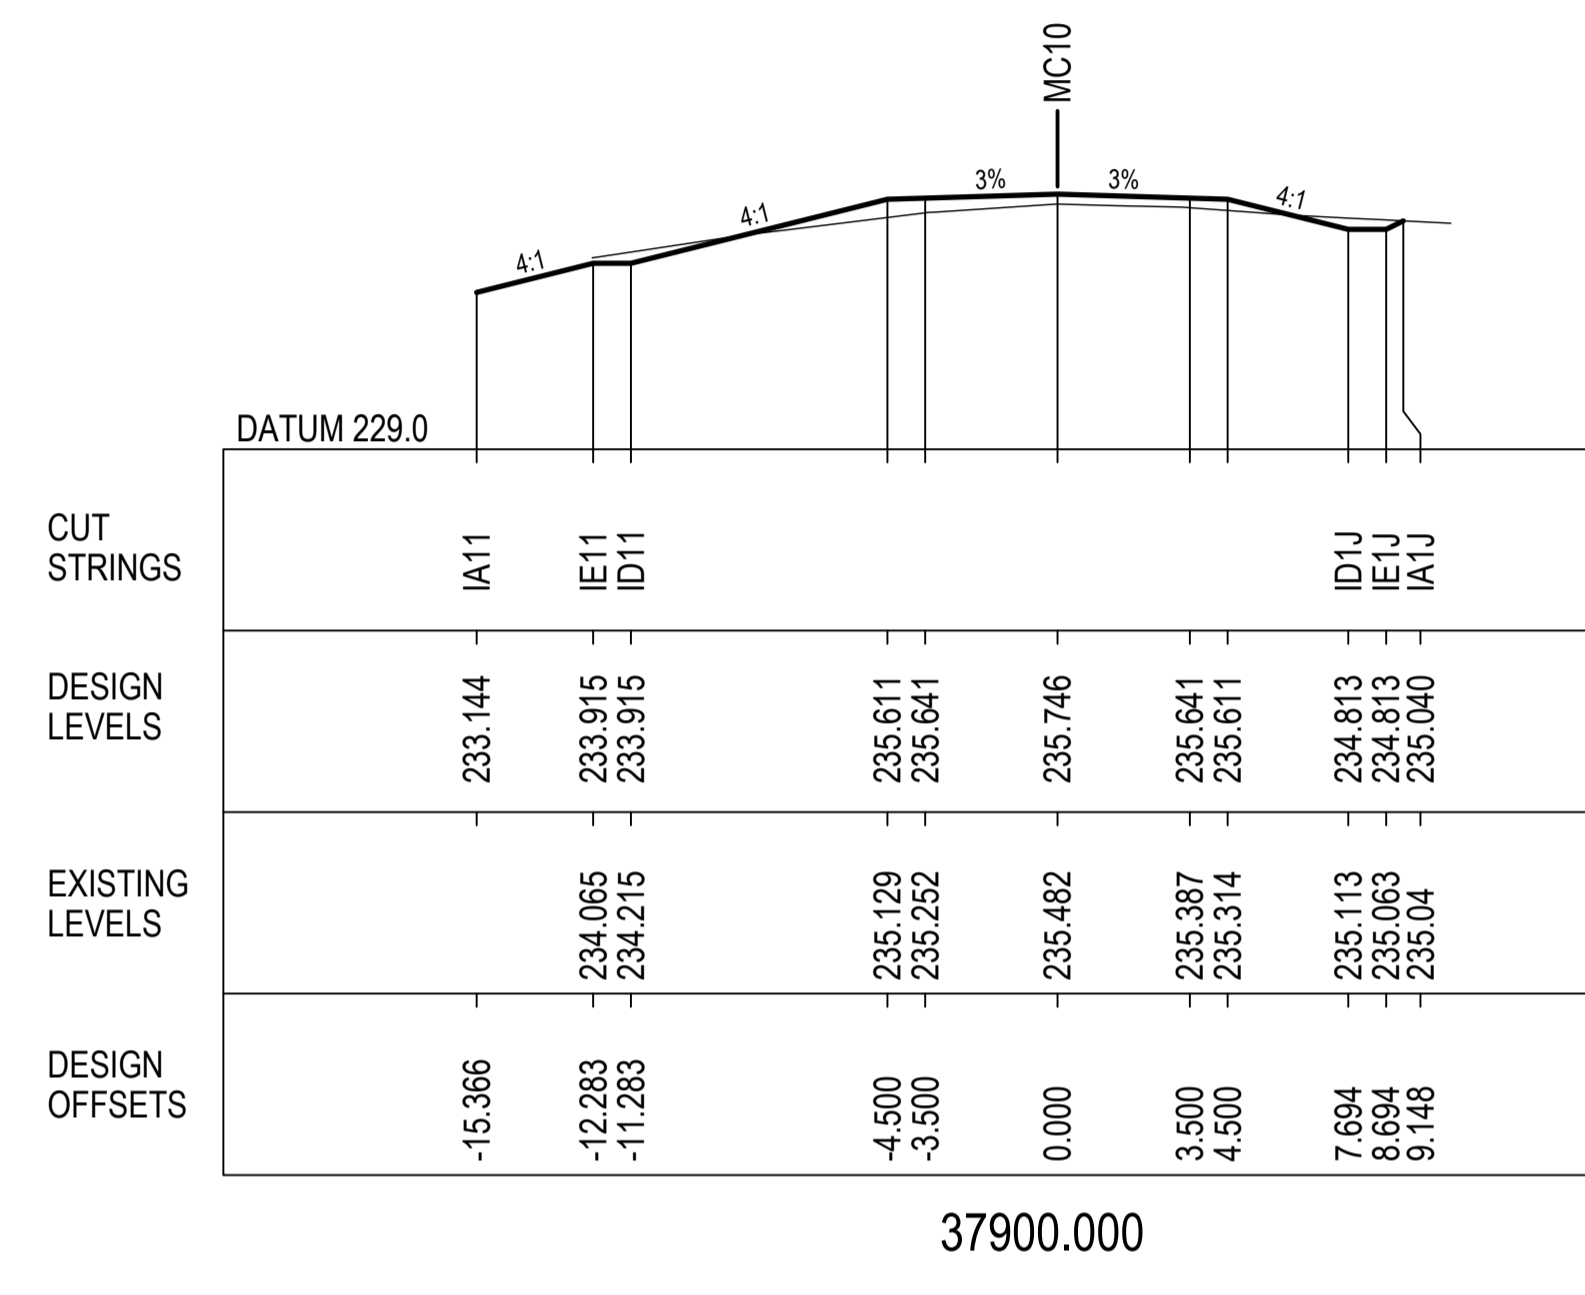 MC10
3%
3%
4:1
4:1
4:1
DATUM 229.0
CUT
STRINGS
IA11
IE11
ID11
ID1J
IE1J
IA1J
DESIGN
LEVELS
233.144
233.915
233.915
235.611
235.641
235.746
235.641
235.611
234.813
234.813
235.040
EXISTING
LEVELS
234.065
234.215
235.129
235.252
235.482
235.387
235.314
235.113
235.063
235.04
DESIGN
OFFSETS
-15.366
-12.283
-11.283
-4.500
-3.500
0.000
3.500
4.500
7.694
8.694
9.148
37900.000